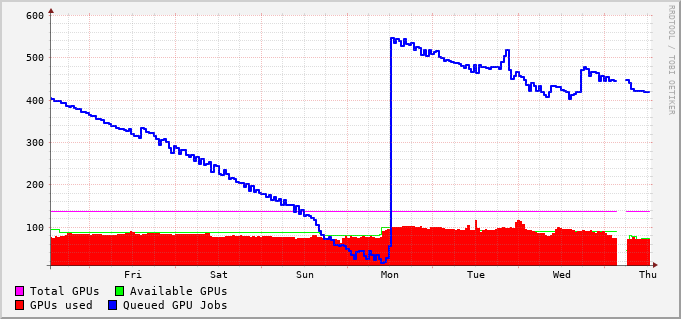 600
500
400
300
200
100
Fri Sat Sun Mon Tue Wed Thu
Total GPUs Available GPUs
GPUs used Queued GPU Jobs
RRDTOOL / TOBI OETIKER